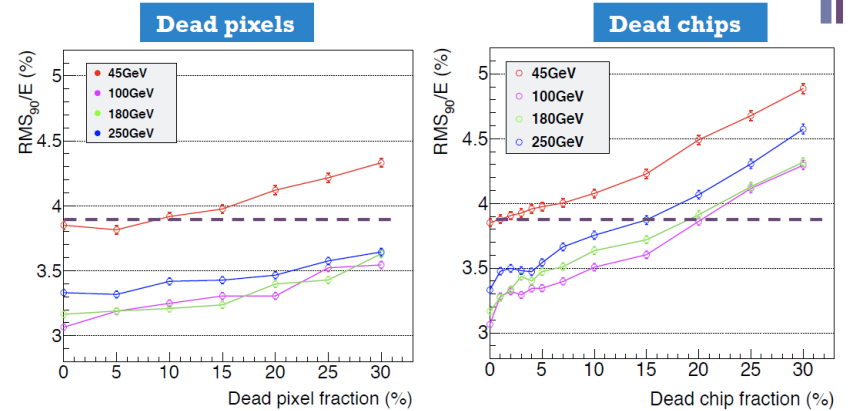 Dead pixels
RMS90/E (%)
5
4.5
4
3.5
3
45GeV
100GeV
180GeV
250GeV
0 5 10 15 20 25 30
Dead pixel fraction (%)
Dead chips
RMS90/E (%)
5
4.5
4
3.5
3
45GeV
100GeV
180GeV
250GeV
0 5 10 15 20 25 30
Dead chip fraction (%)